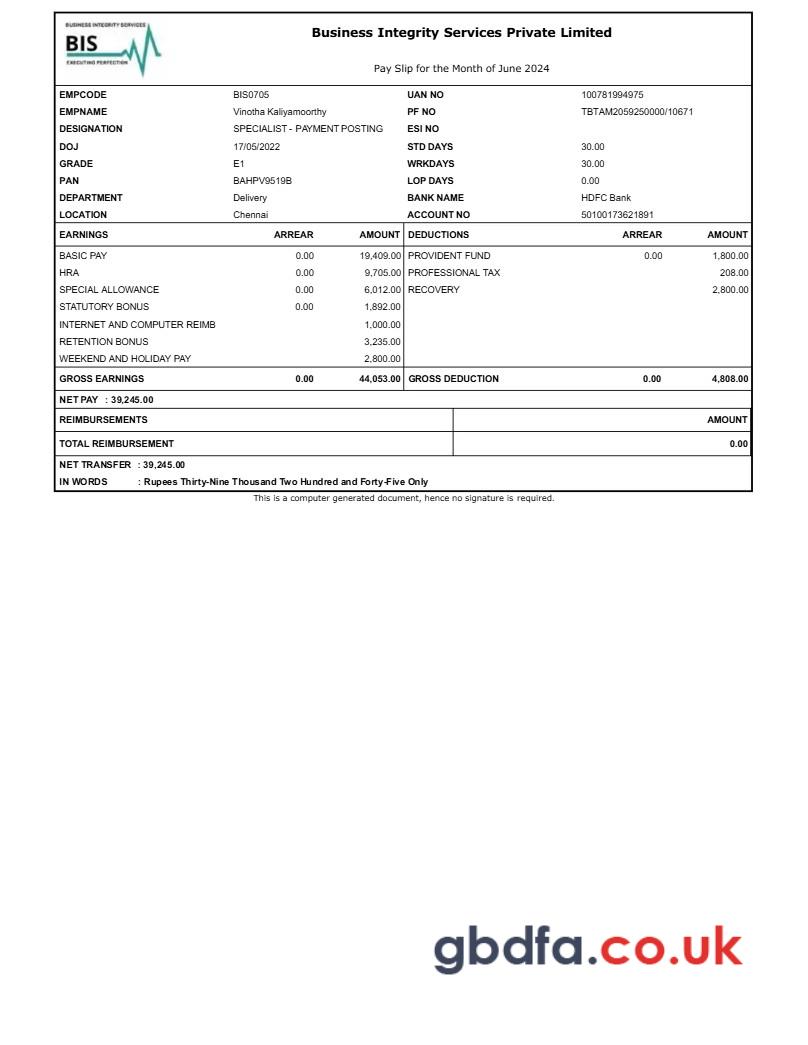 BUSINESS INTEGRITY SERVICES
BIS
EXECUTING PERFECTION
Business Integrity Services Private Limited
Pay Slip for the Month of June 2024
EMPCODE BIS0705 UAN NO 100781994975
EMPNAME Vinotha Kaliyamoorthy PF NO TBTAM2059250000/10671
DESIGNATION SPECIALIST - PAYMENT POSTING ESI NO
DOJ 17/05/2022 STD DAYS 30.00
GRADE E1 WRKDAYS 30.00
PAN BAHPV9519B LOP DAYS 0.00
DEPARTMENT Delivery BANK NAME HDFC Bank
LOCATION Chennai ACCOUNT NO 50100173621891
EARNINGS ARREAR AMOUNT DEDUCTIONS ARREAR AMOUNT
BASIC PAY 0.00 19,409.00 PROVIDENT FUND 0.00 1,800.00
HRA 0.00 9,705.00 PROFESSIONAL TAX 208.00
SPECIAL ALLOWANCE 0.00 6,012.00 RECOVERY 2,800.00
STATUTORY BONUS 0.00 1,892.00
INTERNET AND COMPUTER REIMB 1,000.00
RETENTION BONUS 3,235.00
WEEKEND AND HOLIDAY PAY 2,800.00
GROSS EARNINGS 0.00 44,053.00 GROSS DEDUCTION 0.00 4,808.00
NET PAY : 39,245.00
REIMBURSEMENTS AMOUNT
TOTAL REIMBURSEMENT 0.00
NET TRANSFER : 39,245.00
IN WORDS : Rupees Thirty-Nine Thousand Two Hundred and Forty-Five Only
This is a computer generated document, hence no signature is required.
gbdfa.co.uk